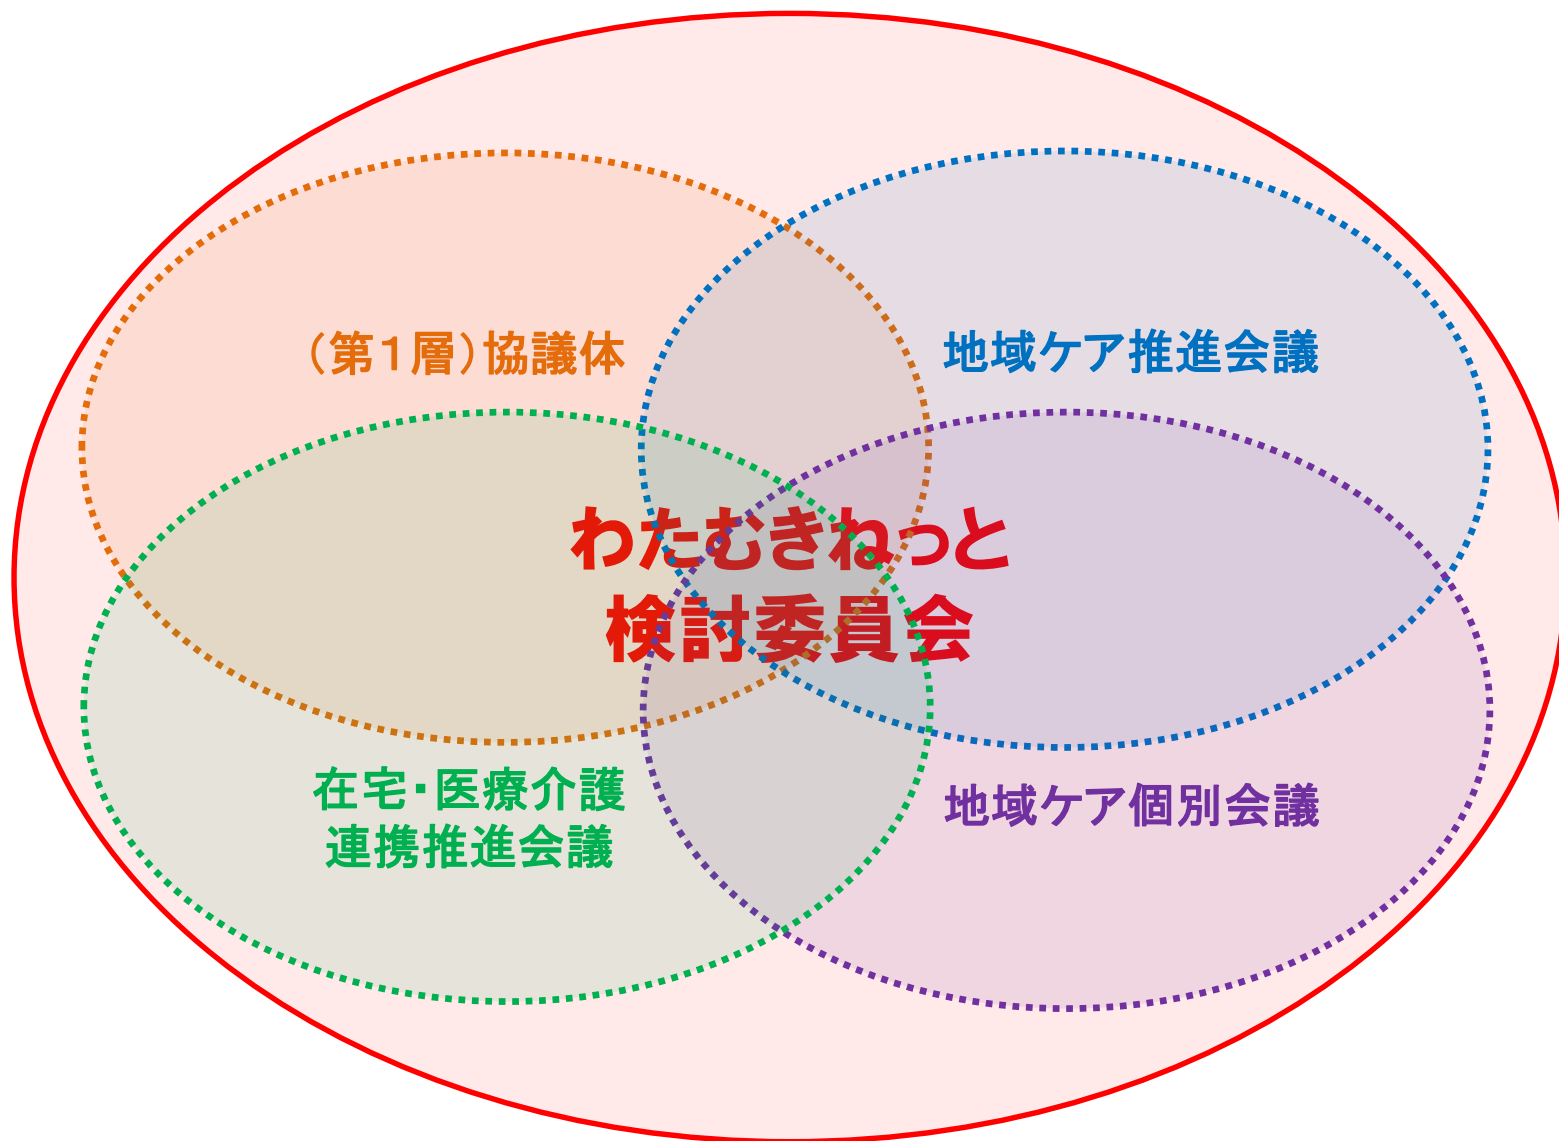 （第１層）協議体
地域ケア推進会議
わたむきねっと
検討委員会
在宅・医療介護
連携推進会議
地域ケア個別会議